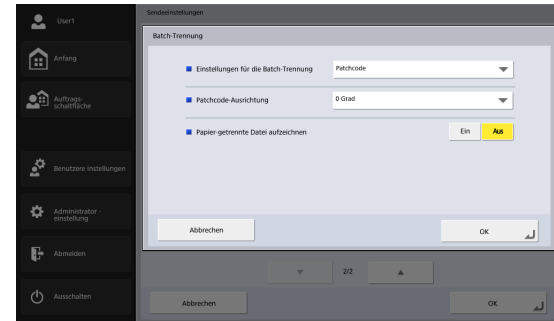 User1
Sendeeinstellungen
Batch-Trennung
Anfang
Einstellungen für die Batch-Trennung
Patchcode
Auftrags-
schaltfläche
Patchcode-Ausrichtung
0 Grad
Papier-getrennte Datei aufzeichnen
Ein
Aus
Benutzere instellungen
Administrator -
einstellung
Abbrechen
OK
Abmelden
2/2
Ausschalten
Abbrechen
OK